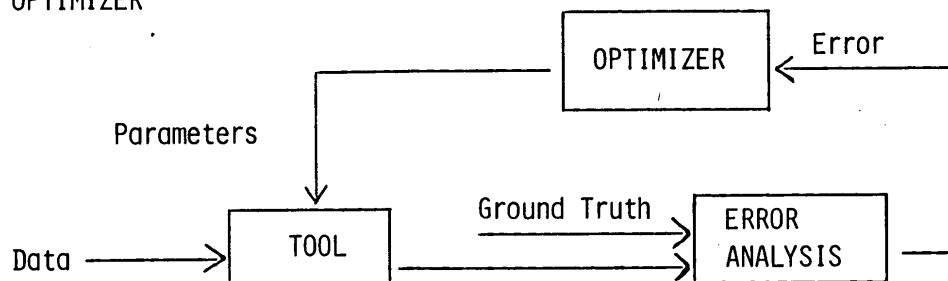 OPTIMIZER
OPTIMIZER
Error
Parameters
Ground Truth
Data
TOOL
ERROR
ANALYSIS